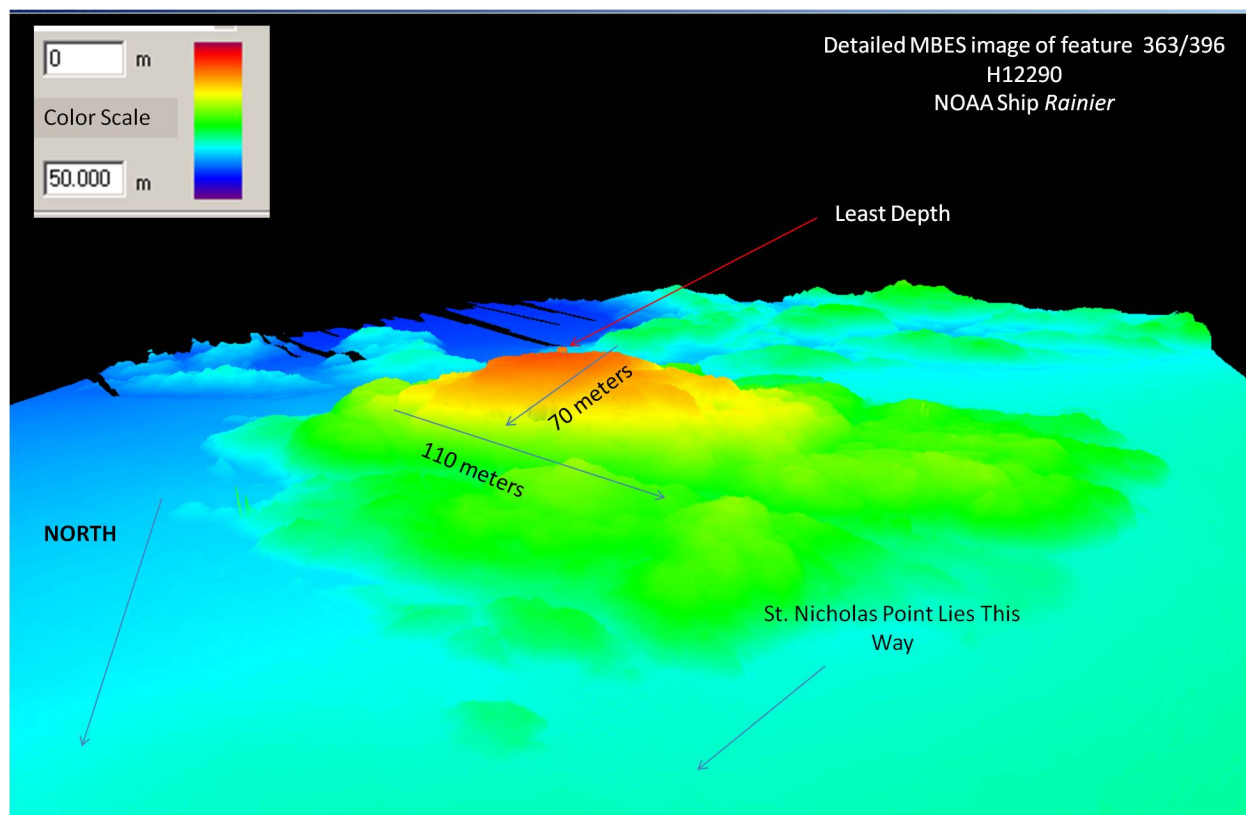 0 m
Color Scale
50.000 m
Detailed MBES image of feature 363/396
H12290
NOAA Ship Rainier
Least Depth
70 meters
110 meters
NORTH
St. Nicholas Point Lies This
Way